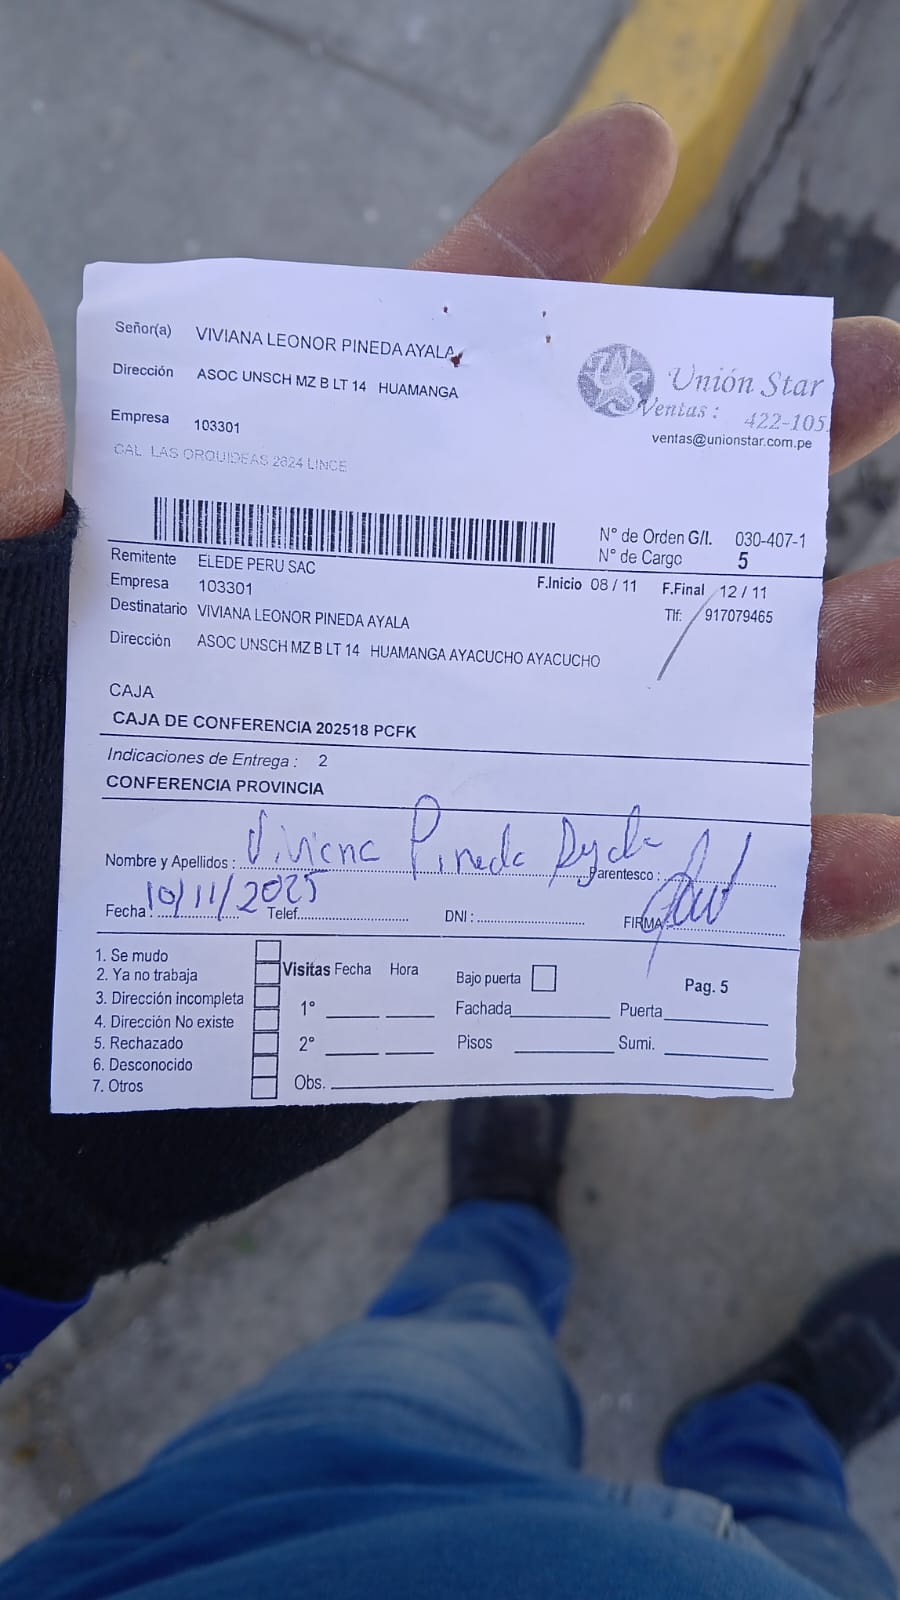 Señor(a) VIVIANA LEONOR PINEDA AYALA
Dirección ASOC UNSCH MZ B LT 14 HUAMANGA
Empresa 103301
CAL LAS ORQUIDEAS 2624 LINCE
Unión Star
Ventas : 422-105
ventas@unionstar.com.pe
N° de Orden G/I. 030-407-1
N° de Cargo 5
Remitente ELEDE PERU SAC
Empresa 103301
F.Inicio 08 / 11 F.Final 12 / 11
Destinatario VIVIANA LEONOR PINEDA AYALA
Tlf: 917079465
Dirección ASOC UNSCH MZ B LT 14 HUAMANGA AYACUCHO AYACUCHO
CAJA
CAJA DE CONFERENCIA 202518 PCFK
Indicaciones de Entrega : 2
CONFERENCIA PROVINCIA
Nombre y Apellidos : Viviana Pineda Ayala Parentesco :
Fecha : 10/11/2025 Telef. DNI : FIRMA
1. Se mudo
2. Ya no trabaja
3. Dirección incompleta
4. Dirección No existe
5. Rechazado
6. Desconocido
7. Otros
Visitas Fecha Hora
1°
2°
Obs.
Bajo puerta
Fachada Puerta
Pisos Sumi.
Pag. 5